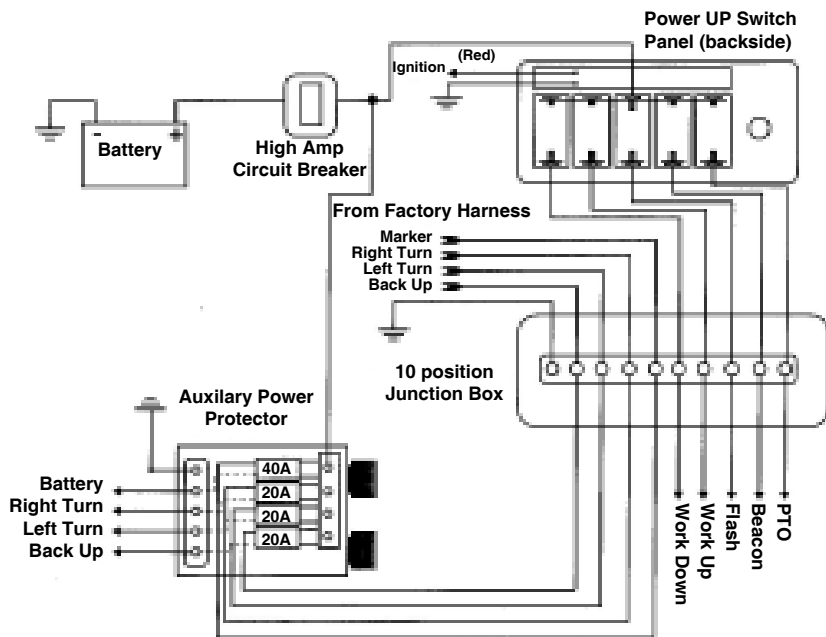 Power UP Switch
Panel (backside)
(Red)
Ignition
-
+
Battery
High Amp
Circuit Breaker
From Factory Harness
Marker
Right Turn
Left Turn
Back Up
10 position
Junction Box
Auxilary Power
Protector
40A
20A
20A
20A
Battery
Right Turn
Left Turn
Back Up
Work Down
Work Up
Flash
Beacon
PTO